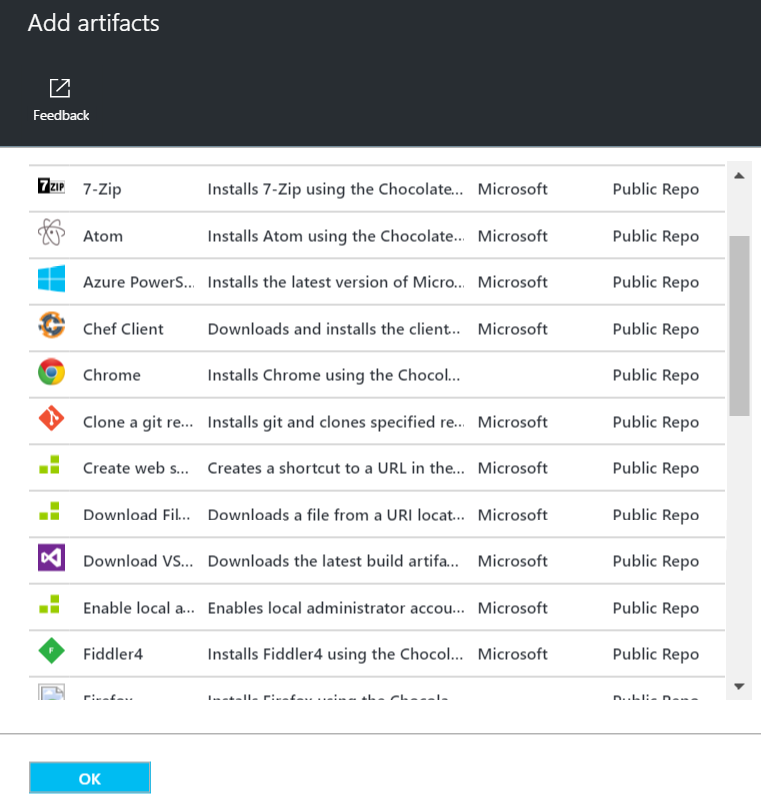 Add artifacts
Feedback
7ZIP 7-Zip Installs 7-Zip using the Chocolate... Microsoft Public Repo
Atom Installs Atom using the Chocolate... Microsoft Public Repo
Azure PowerS... Installs the latest version of Micro... Microsoft Public Repo
Chef Client Downloads and installs the client... Microsoft Public Repo
Chrome Installs Chrome using the Chocol... Public Repo
Clone a git re... Installs git and clones specified re... Microsoft Public Repo
Create web s... Creates a shortcut to a URL in the... Microsoft Public Repo
Download Fil... Downloads a file from a URI locat... Microsoft Public Repo
Download VS... Downloads the latest build artifa... Microsoft Public Repo
Enable local a... Enables local administrator accou... Microsoft Public Repo
F Fiddler4 Installs Fiddler4 using the Chocol... Microsoft Public Repo
Firefox Installs Firefox using the Chocola... Public Repo
OK